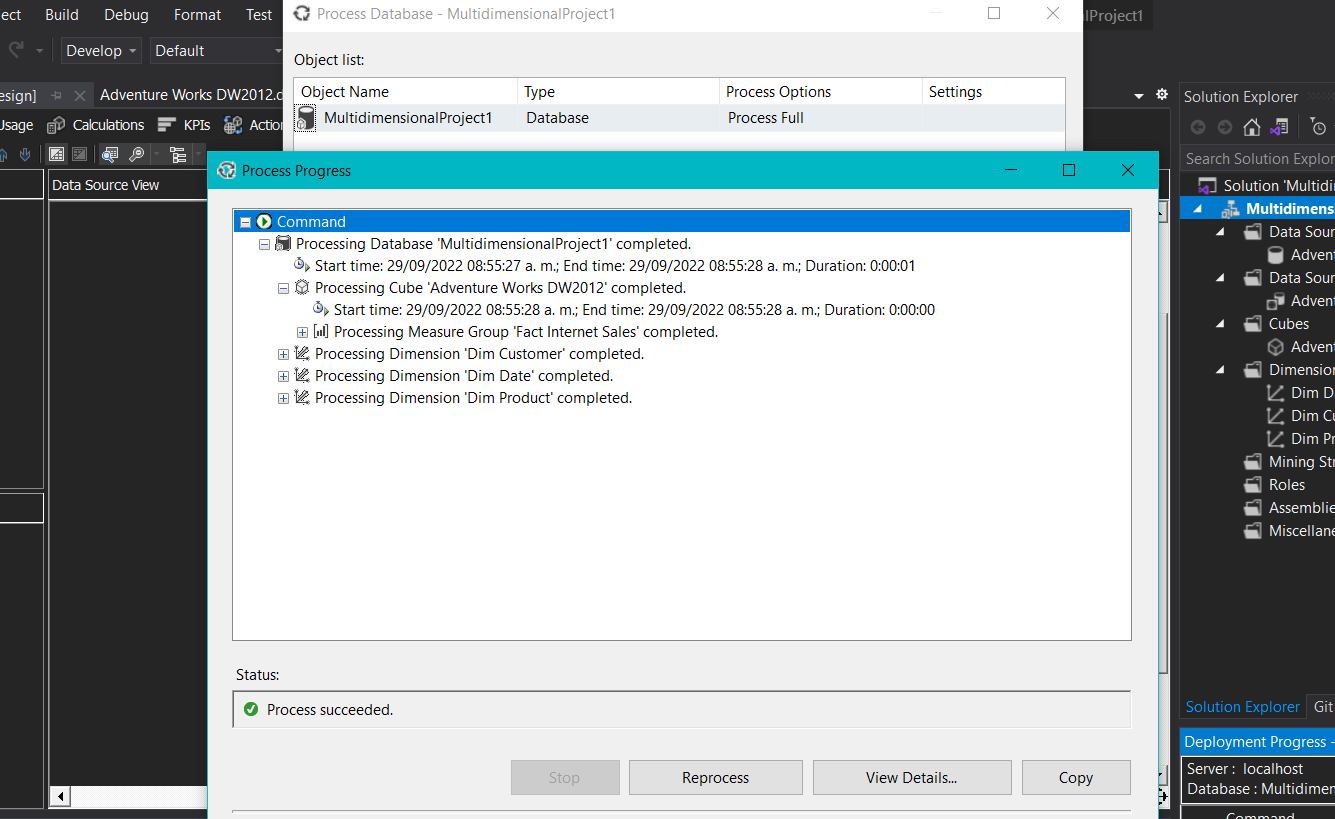 ect Build Debug Format Test
Process Database - MultidimensionalProject1
lProject1
Develop Default
Object list:
esign] Adventure Works DW2012.d
Object Name Type Process Options Settings
MultidimensionalProject1 Database Process Full
Usage Calculations KPIs Action
Data Source View
Process Progress
Command
Processing Database 'MultidimensionalProject1' completed.
Start time: 29/09/2022 08:55:27 a. m.; End time: 29/09/2022 08:55:28 a. m.; Duration: 0:00:01
Processing Cube 'Adventure Works DW2012' completed.
Start time: 29/09/2022 08:55:28 a. m.; End time: 29/09/2022 08:55:28 a. m.; Duration: 0:00:00
Processing Measure Group 'Fact Internet Sales' completed.
Processing Dimension 'Dim Customer' completed.
Processing Dimension 'Dim Date' completed.
Processing Dimension 'Dim Product' completed.
Status:
Process succeeded.
Stop Reprocess View Details... Copy
Solution Explorer
Search Solution Explor
Solution 'Multidi
Multidimens
Data Sour
Advent
Data Sour
Advent
Cubes
Advent
Dimension
Dim D
Dim Cu
Dim Pr
Mining Str
Roles
Assemblie
Miscellane
Solution Explorer Git
Deployment Progress -
Server : localhost
Database : Multidimen
Command